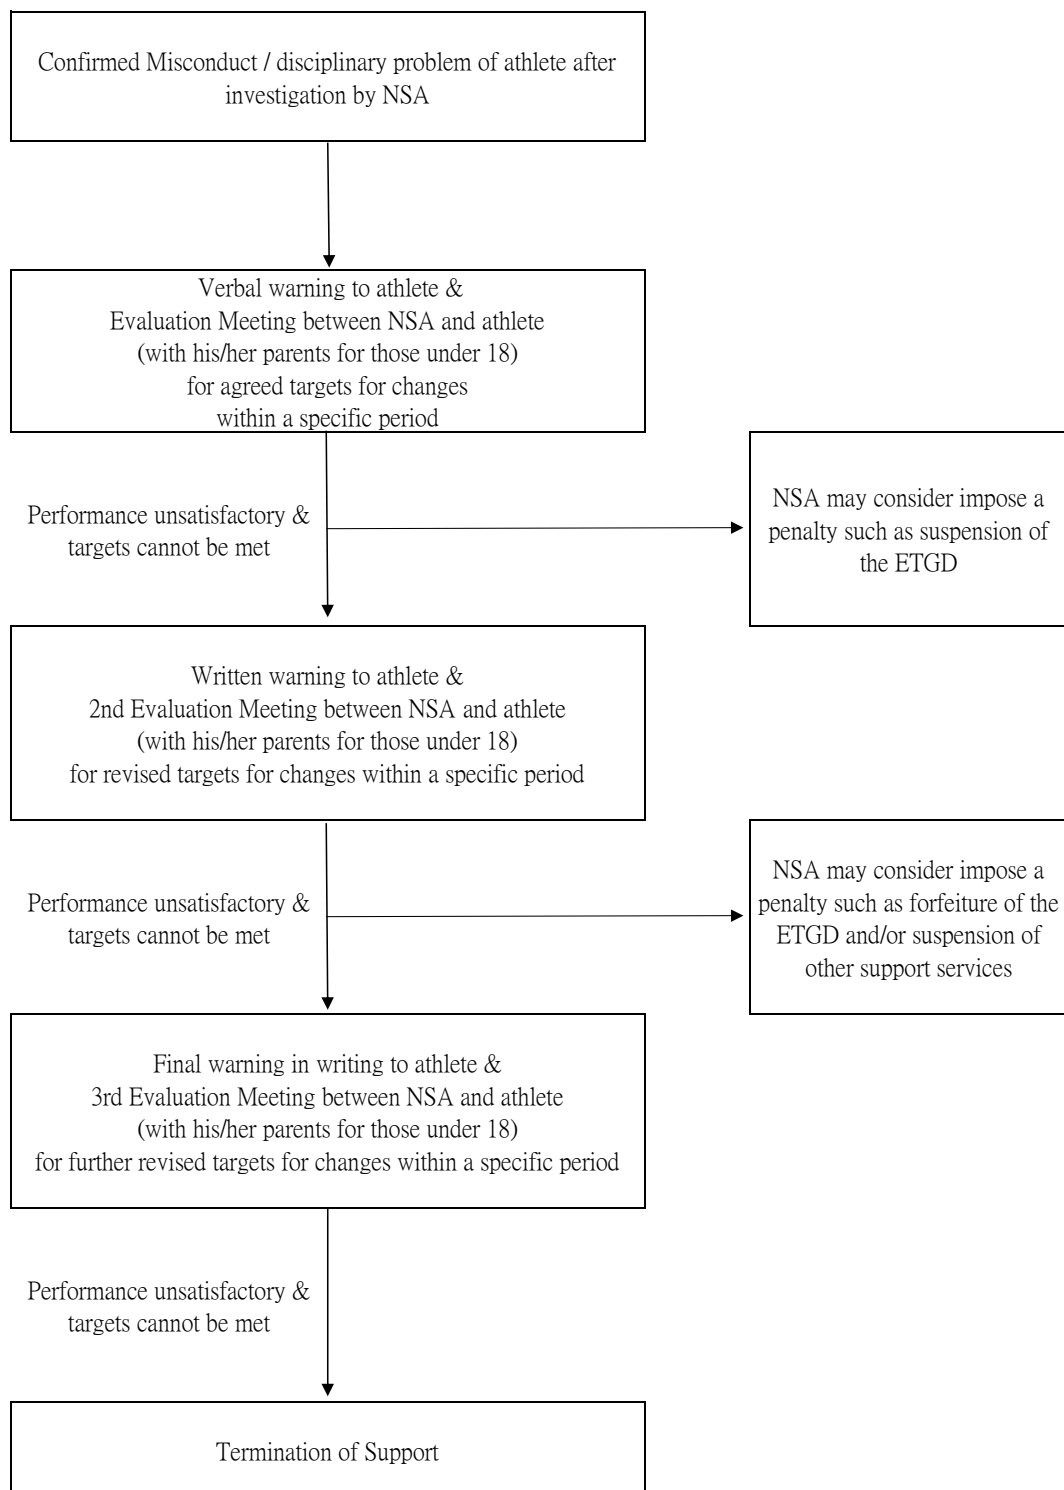 Confirmed Misconduct / disciplinary problem of athlete after
investigation by NSA
Verbal warning to athlete &
Evaluation Meeting between NSA and athlete
(with his/her parents for those under 18)
for agreed targets for changes
within a specific period
Performance unsatisfactory &
targets cannot be met
NSA may consider impose a
penalty such as suspension of
the ETGD
Written warning to athlete &
2nd Evaluation Meeting between NSA and athlete
(with his/her parents for those under 18)
for revised targets for changes within a specific period
Performance unsatisfactory &
targets cannot be met
NSA may consider impose a
penalty such as forfeiture of the
ETGD and/or suspension of
other support services
Final warning in writing to athlete &
3rd Evaluation Meeting between NSA and athlete
(with his/her parents for those under 18)
for further revised targets for changes within a specific period
Performance unsatisfactory &
targets cannot be met
Termination of Support